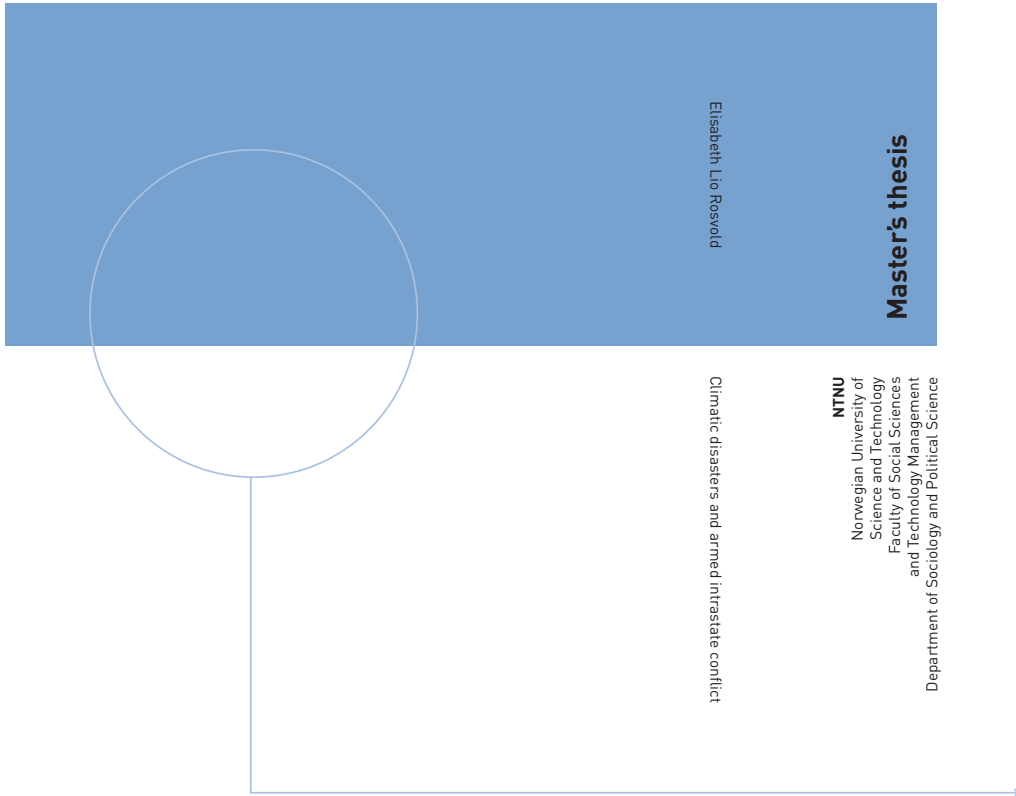 Elisabeth Lio Rosvold
Climatic disasters and armed intrastate conflict
Master's thesis
NTNU
Norwegian University of
Science and Technology
Faculty of Social Sciences
and Technology Management
Department of Sociology and Political Science